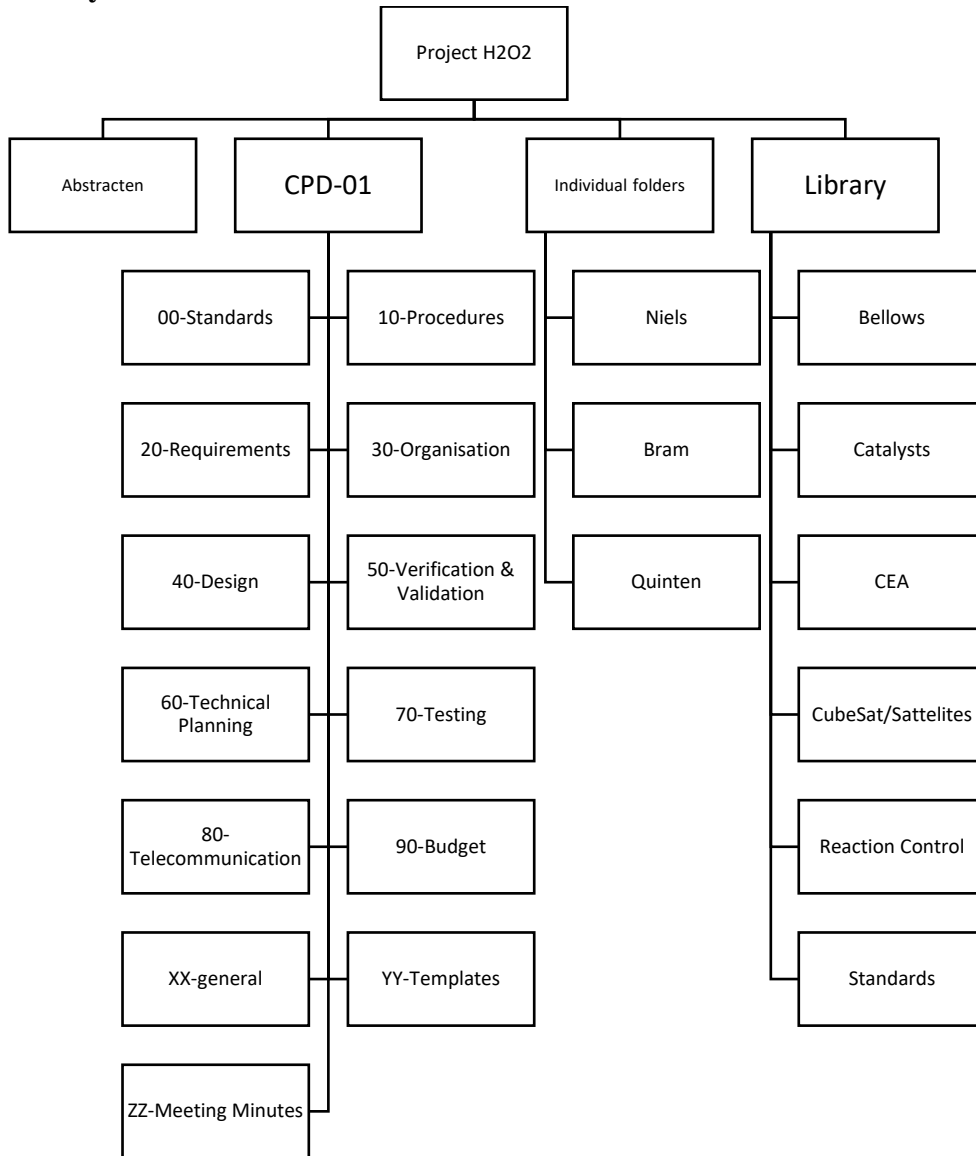 Project H2O2
Abstracten
CPD-01
Individual folders
Library
00-Standards
10-Procedures
Niels
Bellows
20-Requirements
30-Organisation
Bram
Catalysts
40-Design
50-Verification &
Validation
Quinten
CEA
60-Technical
Planning
70-Testing
CubeSat/Sattelites
80-
Telecommunication
90-Budget
Reaction Control
XX-general
YY-Templates
Standards
ZZ-Meeting Minutes